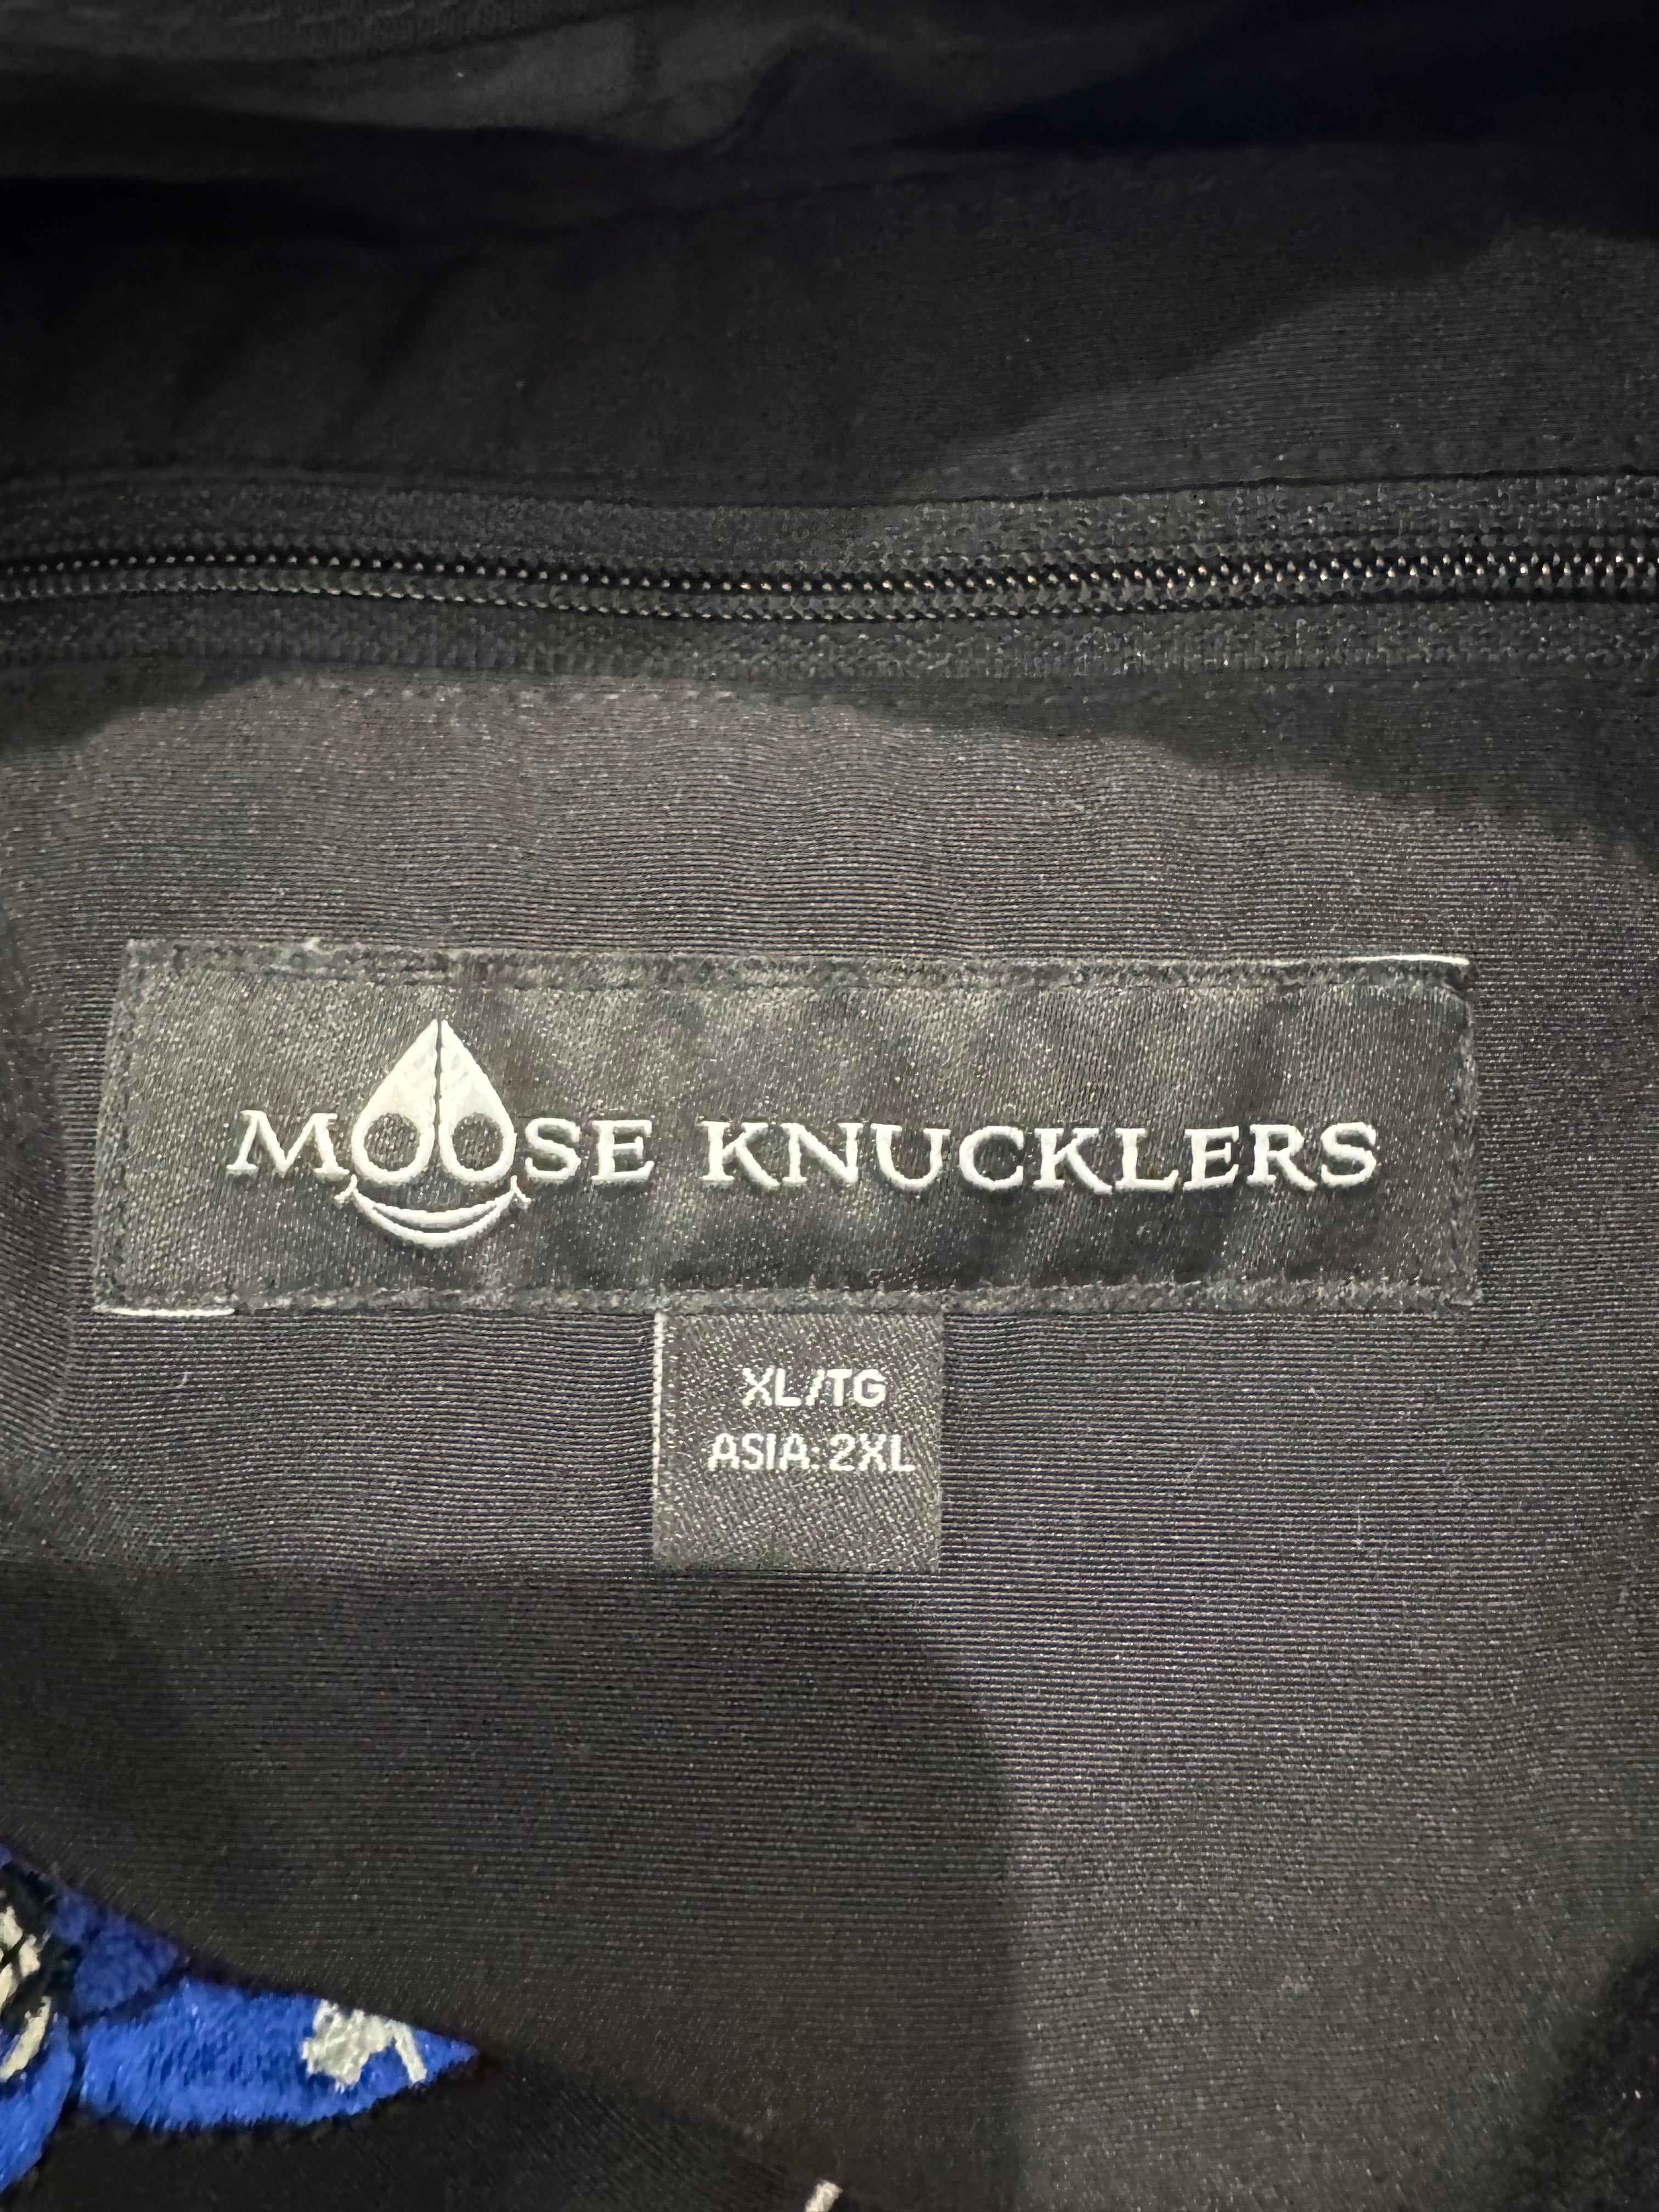 MOOSE KNUCKLERS
XL/TG
ASIA: 2XL